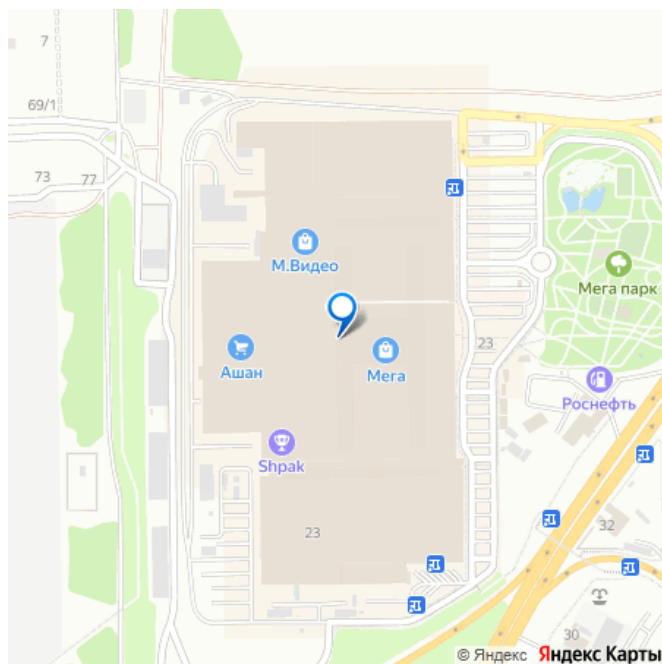 7
69/1
73
77
М.Видео
Мега парк
23
Ашан
Мега
Роснефть
Shpak
23
32
30
© Яндекс Яндекс Карты